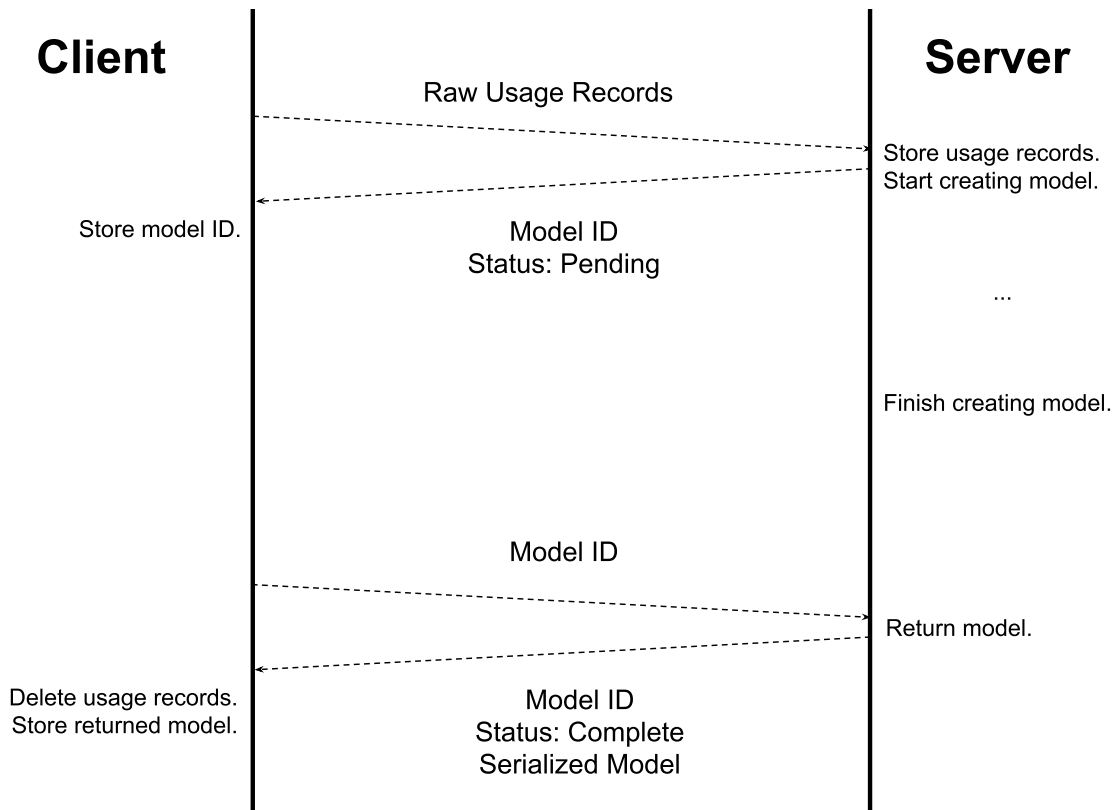 Client
Server
Raw Usage Records
Store usage records.
Start creating model.
Store model ID.
Model ID
Status: Pending
...
Finish creating model.
Model ID
Return model.
Delete usage records.
Store returned model.
Model ID
Status: Complete
Serialized Model